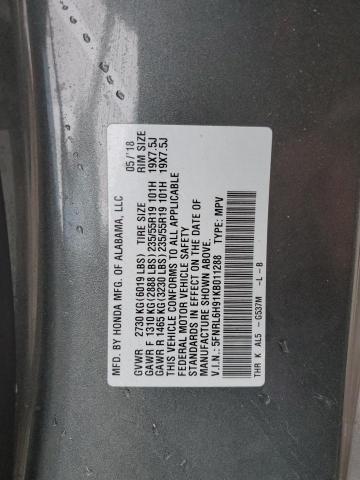 MFD. BY HONDA MFG. OF ALABAMA, LLC 05/'18
GVWR 2730 KG(6019 LBS) TIRE SIZE RIM SIZE
GAWR F 1310 KG(2888 LBS) 235/55R19 101H 19X7.5J
GAWR R 1465 KG(3230 LBS) 235/55R19 101H 19X7.5J
THIS VEHICLE CONFORMS TO ALL APPLICABLE
FEDERAL MOTOR VEHICLE SAFETY
STANDARDS IN EFFECT ON THE DATE OF
MANUFACTURE SHOWN ABOVE.
V.I.N.: 5FNRL6H91KB011288 TYPE: MPV
THR K AL5 - GS37M -L-B